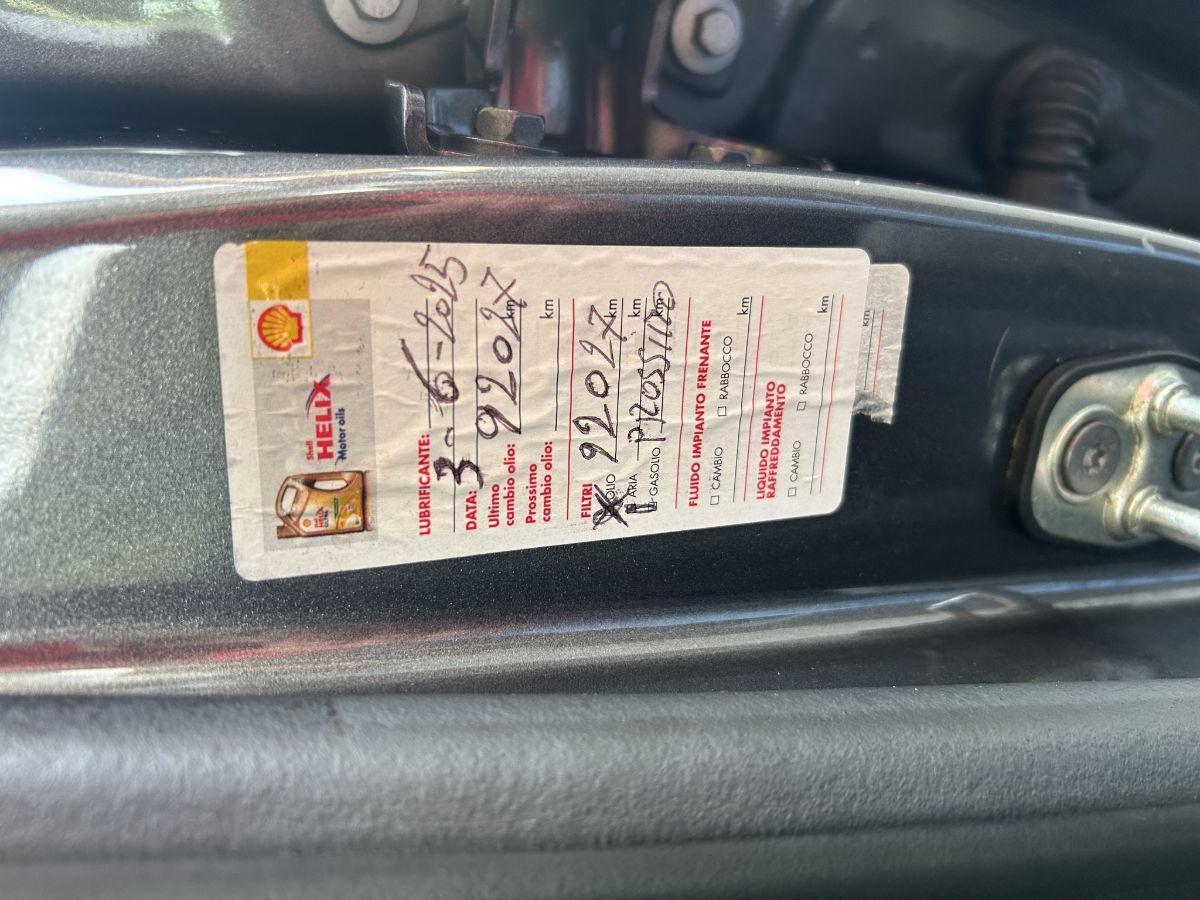 Shell
HELIX
Motor oils
LUBRIFICANTE:
3-6-2025
DATA:
Ultimo
cambio olio: 92027 km
Prossimo
cambio olio: km
FILTRI
OLIO 92027 km
ARIA km
GASOLIO PROSSIMO km
FLUIDO IMPIANTO FRENANTE
☐ CAMBIO ☐ RABBOCCO km
LIQUIDO IMPIANTO
RAFFREDDAMENTO
☐ CAMBIO ☐ RABBOCCO km
km